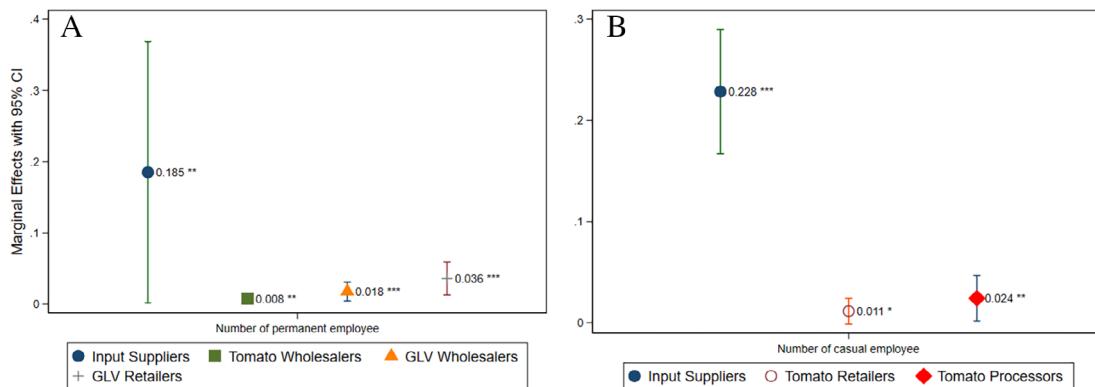 A
Marginal Effects with 95% CI
.4
.3
.2
.1
0
0.185 **
0.008 **
0.018 ***
0.036 ***
Number of permanent employee
Input Suppliers
Tomato Wholesalers
GLV Wholesalers
GLV Retailers
B
.3
.2
.1
0
0.228 ***
0.011 *
0.024 **
Number of casual employee
Input Suppliers
Tomato Retailers
Tomato Processors